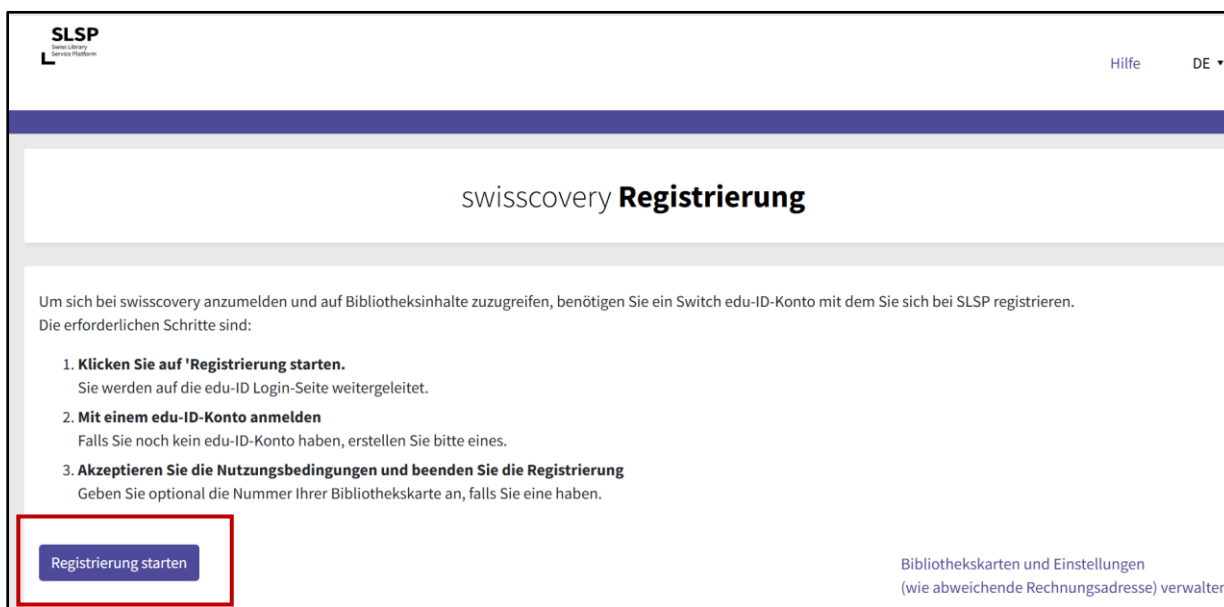 SLSP
Swiss Library
Service Platform
Hilfe
DE
swisscovery Registrierung
Um sich bei swisscovery anzumelden und auf Bibliotheksinhalte zuzugreifen, benötigen Sie ein Switch edu-ID-Konto mit dem Sie sich bei SLSP registrieren.
Die erforderlichen Schritte sind:
1. Klicken Sie auf 'Registrierung starten.
Sie werden auf die edu-ID Login-Seite weitergeleitet.
2. Mit einem edu-ID-Konto anmelden
Falls Sie noch kein edu-ID-Konto haben, erstellen Sie bitte eines.
3. Akzeptieren Sie die Nutzungsbedingungen und beenden Sie die Registrierung
Geben Sie optional die Nummer Ihrer Bibliothekskarte an, falls Sie eine haben.
Registrierung starten
Bibliothekskarten und Einstellungen
(wie abweichende Rechnungsadresse) verwalten